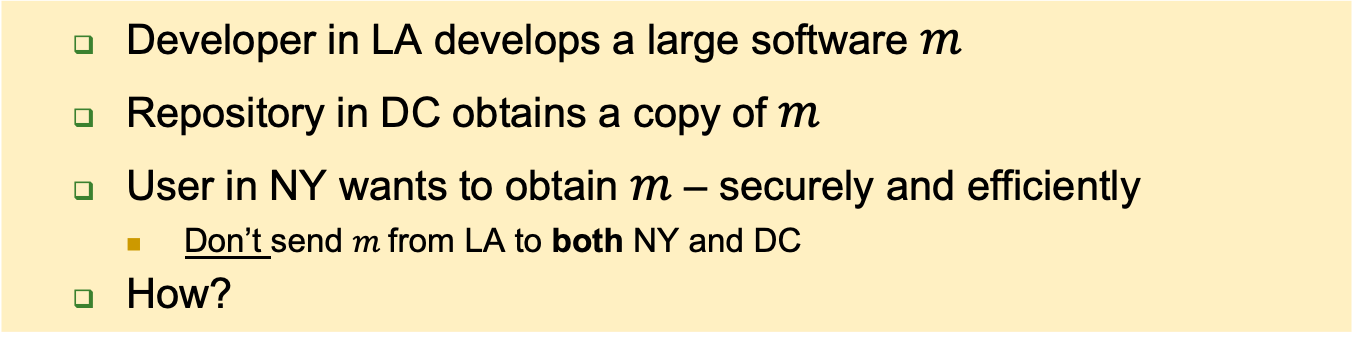 Developer in LA develops a large software m
Repository in DC obtains a copy of m
User in NY wants to obtain m – securely and efficiently
Don't send m from LA to both NY and DC
How?